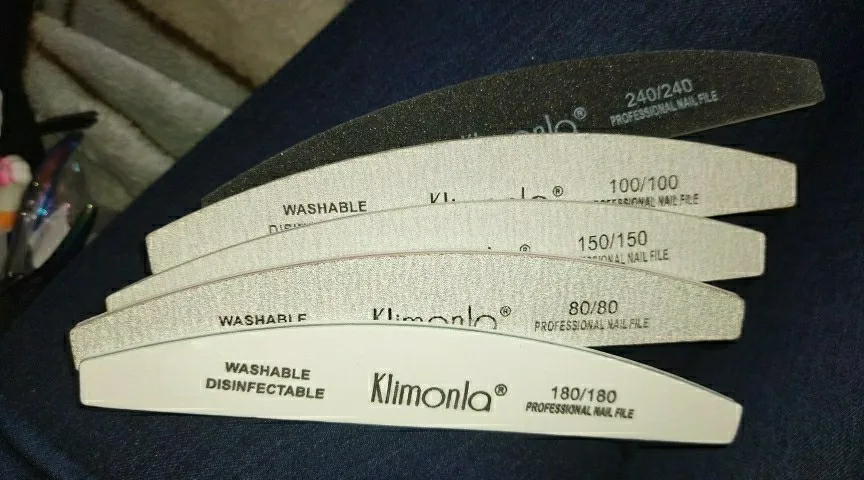 240/240
Klimonla®
PROFESSIONAL NAIL FILE
WASHABLE
Klimonla®
100/100
PROFESSIONAL NAIL FILE
®
150/150
PROFESSIONAL NAIL FILE
WASHABLE
Klimonla®
80/80
PROFESSIONAL NAIL FILE
WASHABLE
DISINFECTABLE
Klimonla®
180/180
PROFESSIONAL NAIL FILE